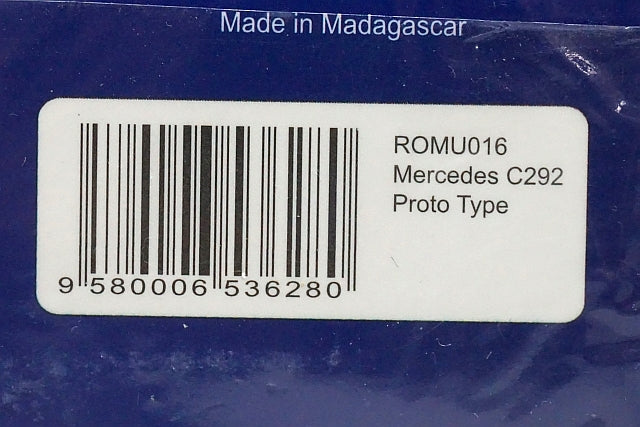 Made in Madagascar
ROMU016
Mercedes C292
Proto Type
9 580006 536280